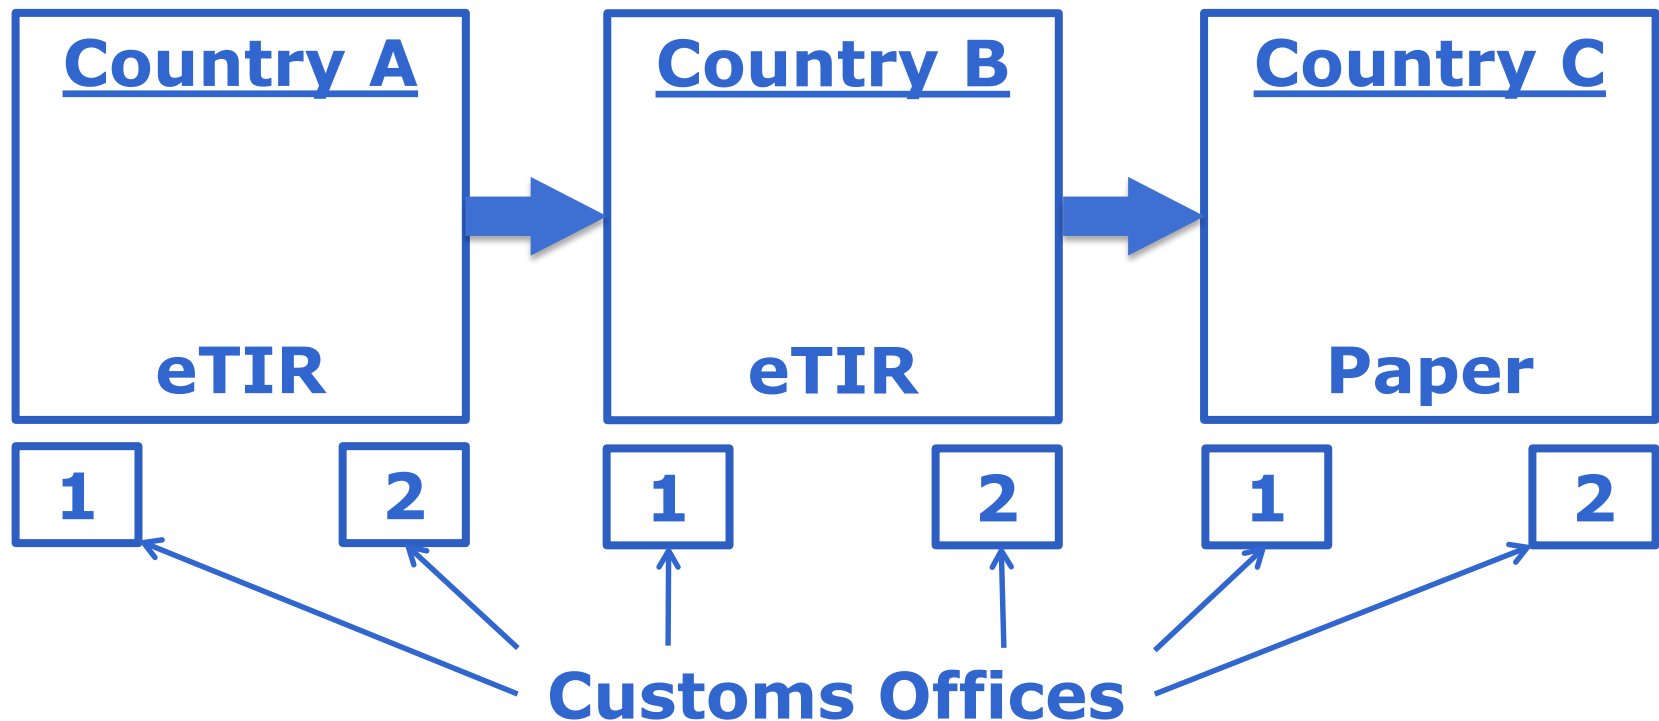 Country A
Country B
Country C
eTIR
eTIR
Paper
1
2
1
2
1
2
Customs Offices